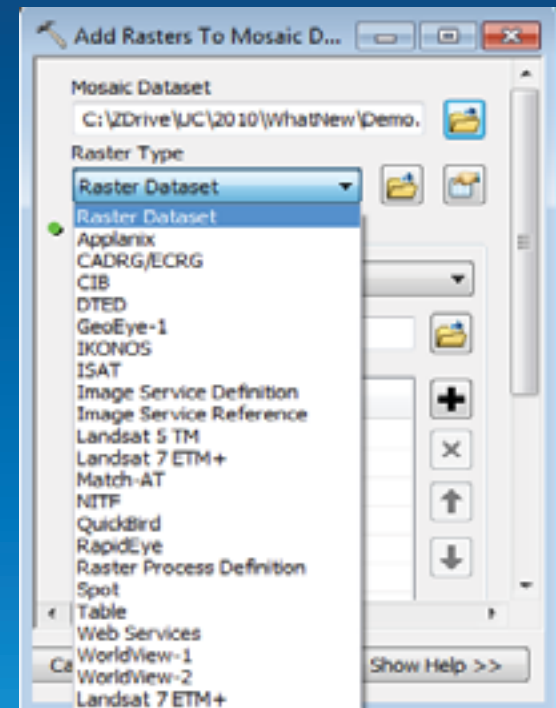 Add Rasters To Mosaic D...
Mosaic Dataset
C:\ZDrive\UC\2010\WhatNew\Demo.
Raster Type
Raster Dataset
Raster Dataset
Applanix
CADRG/ECRG
CIB
DTED
GeoEye-1
IKONOS
ISAT
Image Service Definition
Image Service Reference
Landsat 5 TM
Landsat 7 ETM+
Match-AT
NITF
QuickBird
RapidEye
Raster Process Definition
Spot
Table
Web Services
WorldView-1
WorldView-2
Landsat 7 ETM+
Ca
Show Help >>